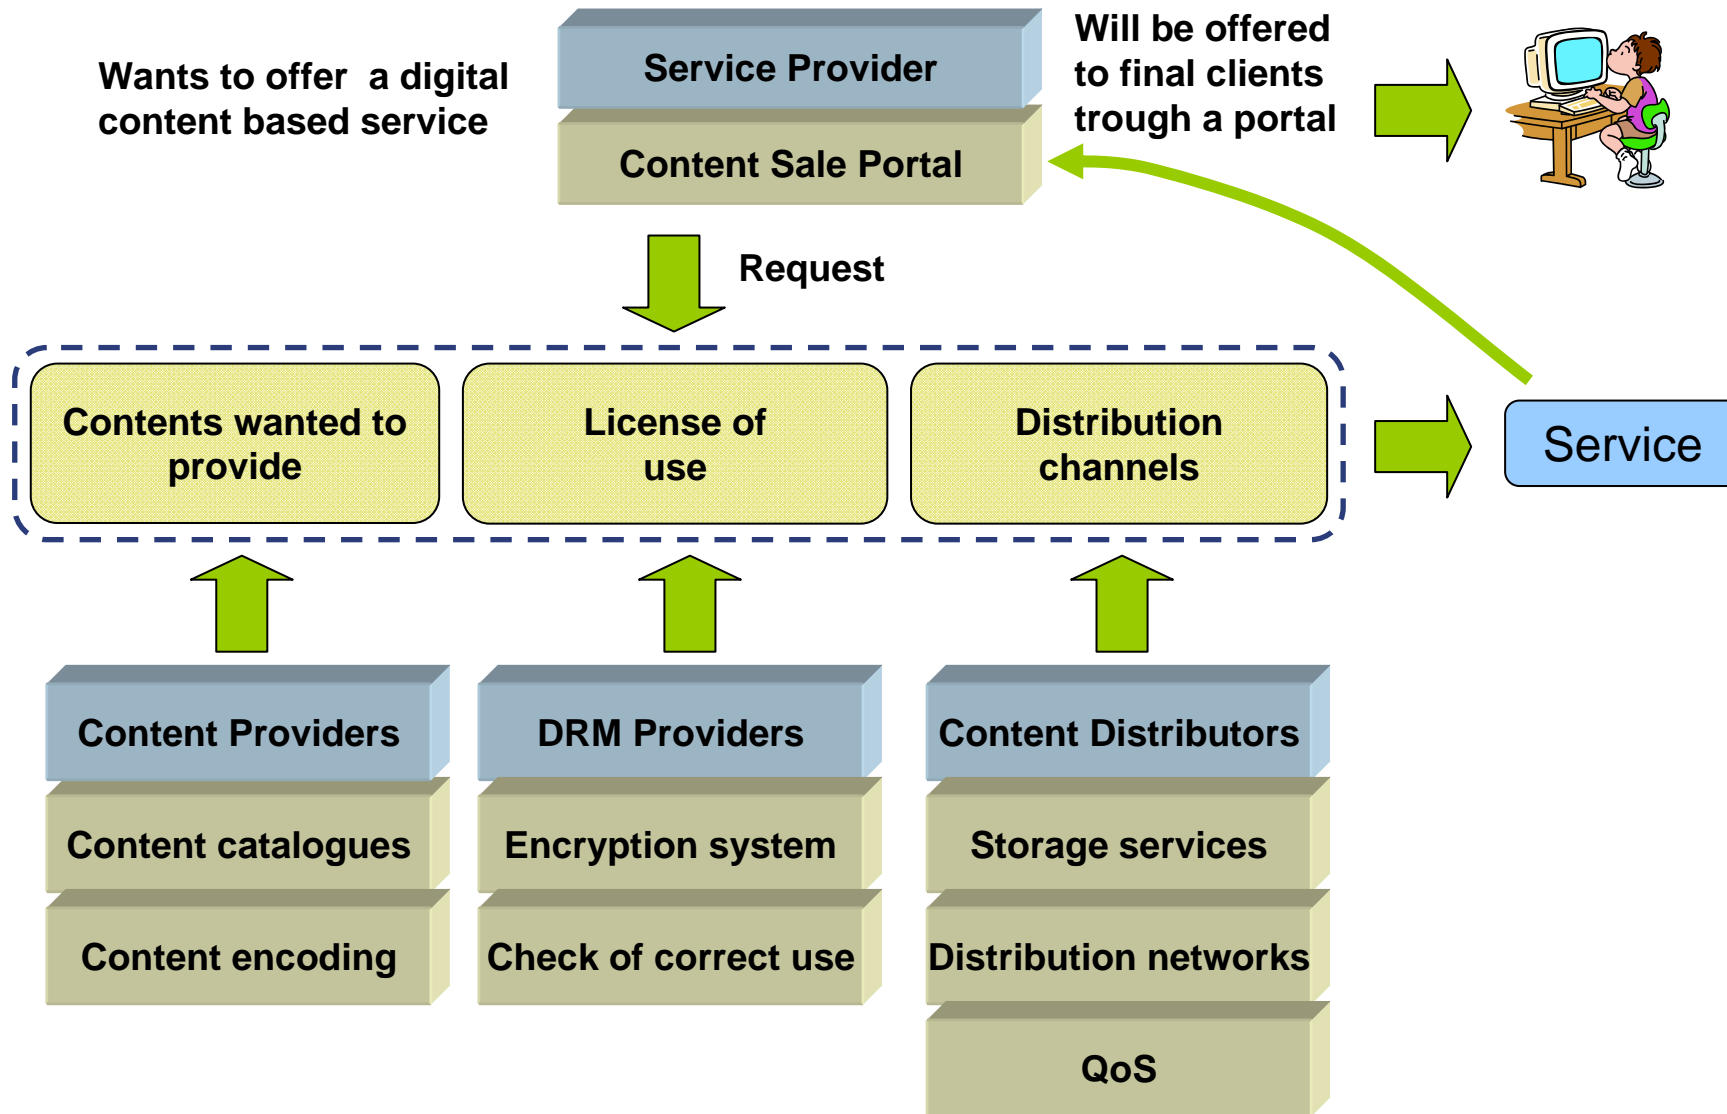 Wants to offer  a digital
content based service
Service Provider
Content Sale Portal
Will be offered
to final clients
trough a portal
Request
Contents wanted to
provide
License of
use
Distribution
channels
Service
Content Providers
Content catalogues
Content encoding
DRM Providers
Encryption system
Check of correct use
Content Distributors
Storage services
Distribution networks
QoS